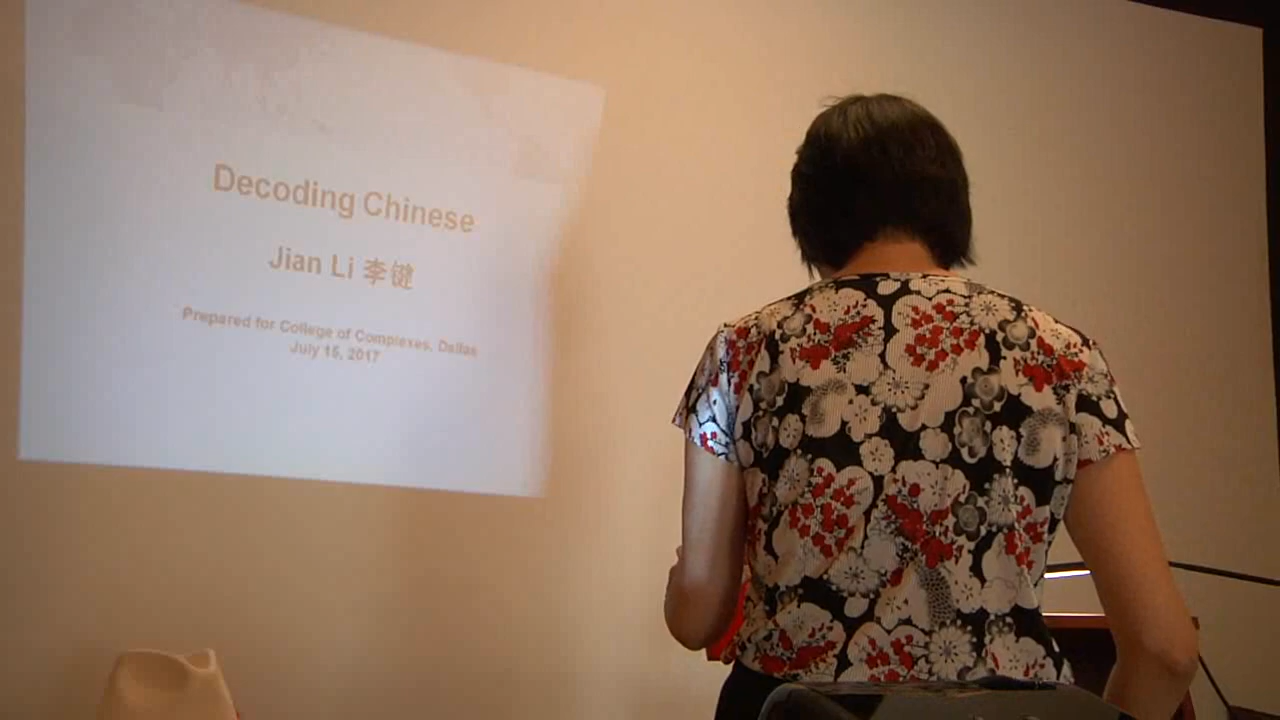 Decoding Chinese
Jian Li 李键
Prepared for College of Complexes, Dallas
July 15, 2017